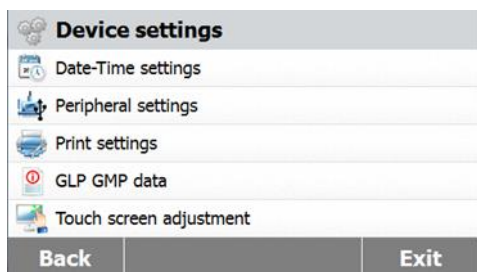 Device settings
Date-Time settings
Peripheral settings
Print settings
GLP GMP data
Touch screen adjustment
Back Exit